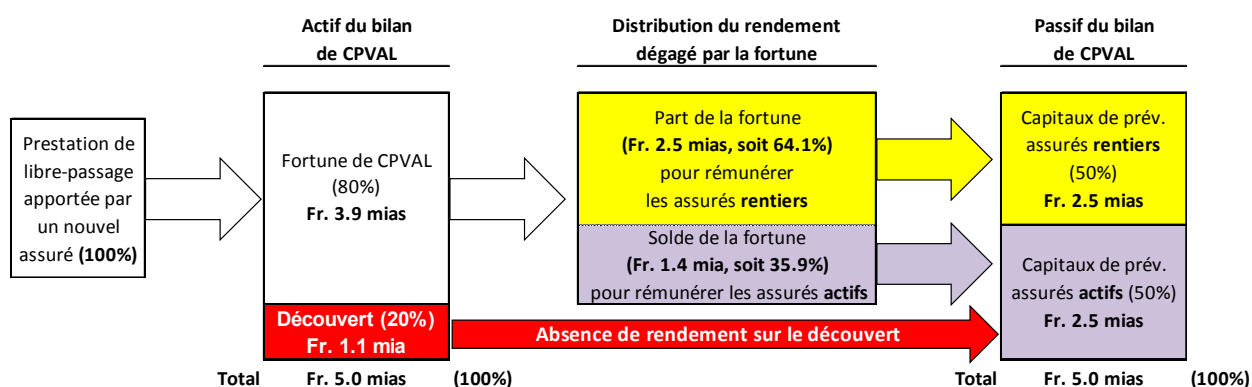 Actif du bilan
de CPVAL
Distribution du rendement
dégagé par la fortune
Passif du bilan
de CPVAL
Prestation de
libre-passage
apportée par
un nouvel
assuré (100%)
Fortune de CPVAL
(80%)
Fr. 3.9 mias
Découvert (20%)
Fr. 1.1 mia
Part de la fortune
(Fr. 2.5 mias, soit 64.1%)
pour rémunérer
les assurés rentiers
Solde de la fortune
(Fr. 1.4 mia, soit 35.9%)
pour rémunérer les assurés actifs
Absence de rendement sur le découvert
Capitaux de prév.
assurés rentiers
(50%)
Fr. 2.5 mias
Capitaux de prév.
assurés actifs (50%)
Fr. 2.5 mias
Total Fr. 5.0 mias (100%)
Total Fr. 5.0 mias (100%)